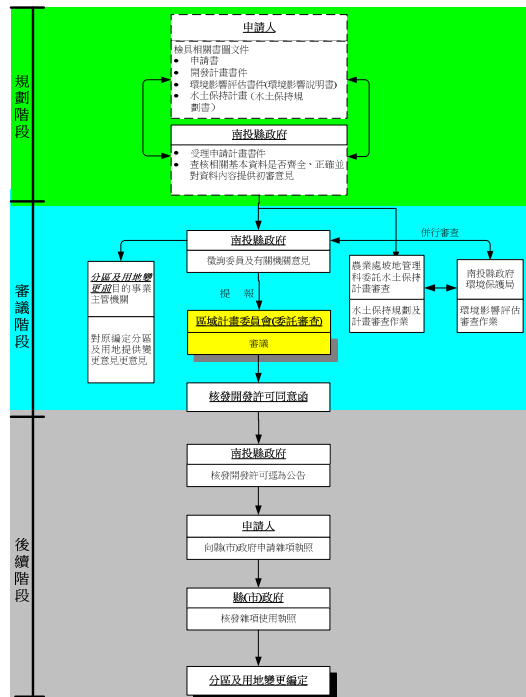 規劃階段
申請人
檢具相關書圖文件
• 申請書
• 開發計畫書件
• 環境影響評估書件(環境影響說明書)
• 水土保持計畫（水土保持規
劃書）
南投縣政府
• 受理申請計畫書件
• 查核相關基本資料是否齊全、正確並
對資料內容提供初審意見
審議階段
南投縣政府
徵詢委員及有關機關意見
併行審查
分區及用地變
更前目的事業
主管機關
對原編定分區
及用地提供變
更意見更意見
農業處坡地管理
科委託水土保持
計畫審查
水土保持規劃及
計畫審查作業
南投縣政府
環境保護局
環境影響評估
審查作業
提 報
區域計畫委員會(委託審查)
審議
核發開發許可同意函
後續階段
南投縣政府
核發開發許可逕為公告
申請人
向縣(市)政府申請雜項執照
縣(市)政府
核發雜項使用執照
分區及用地變更編定